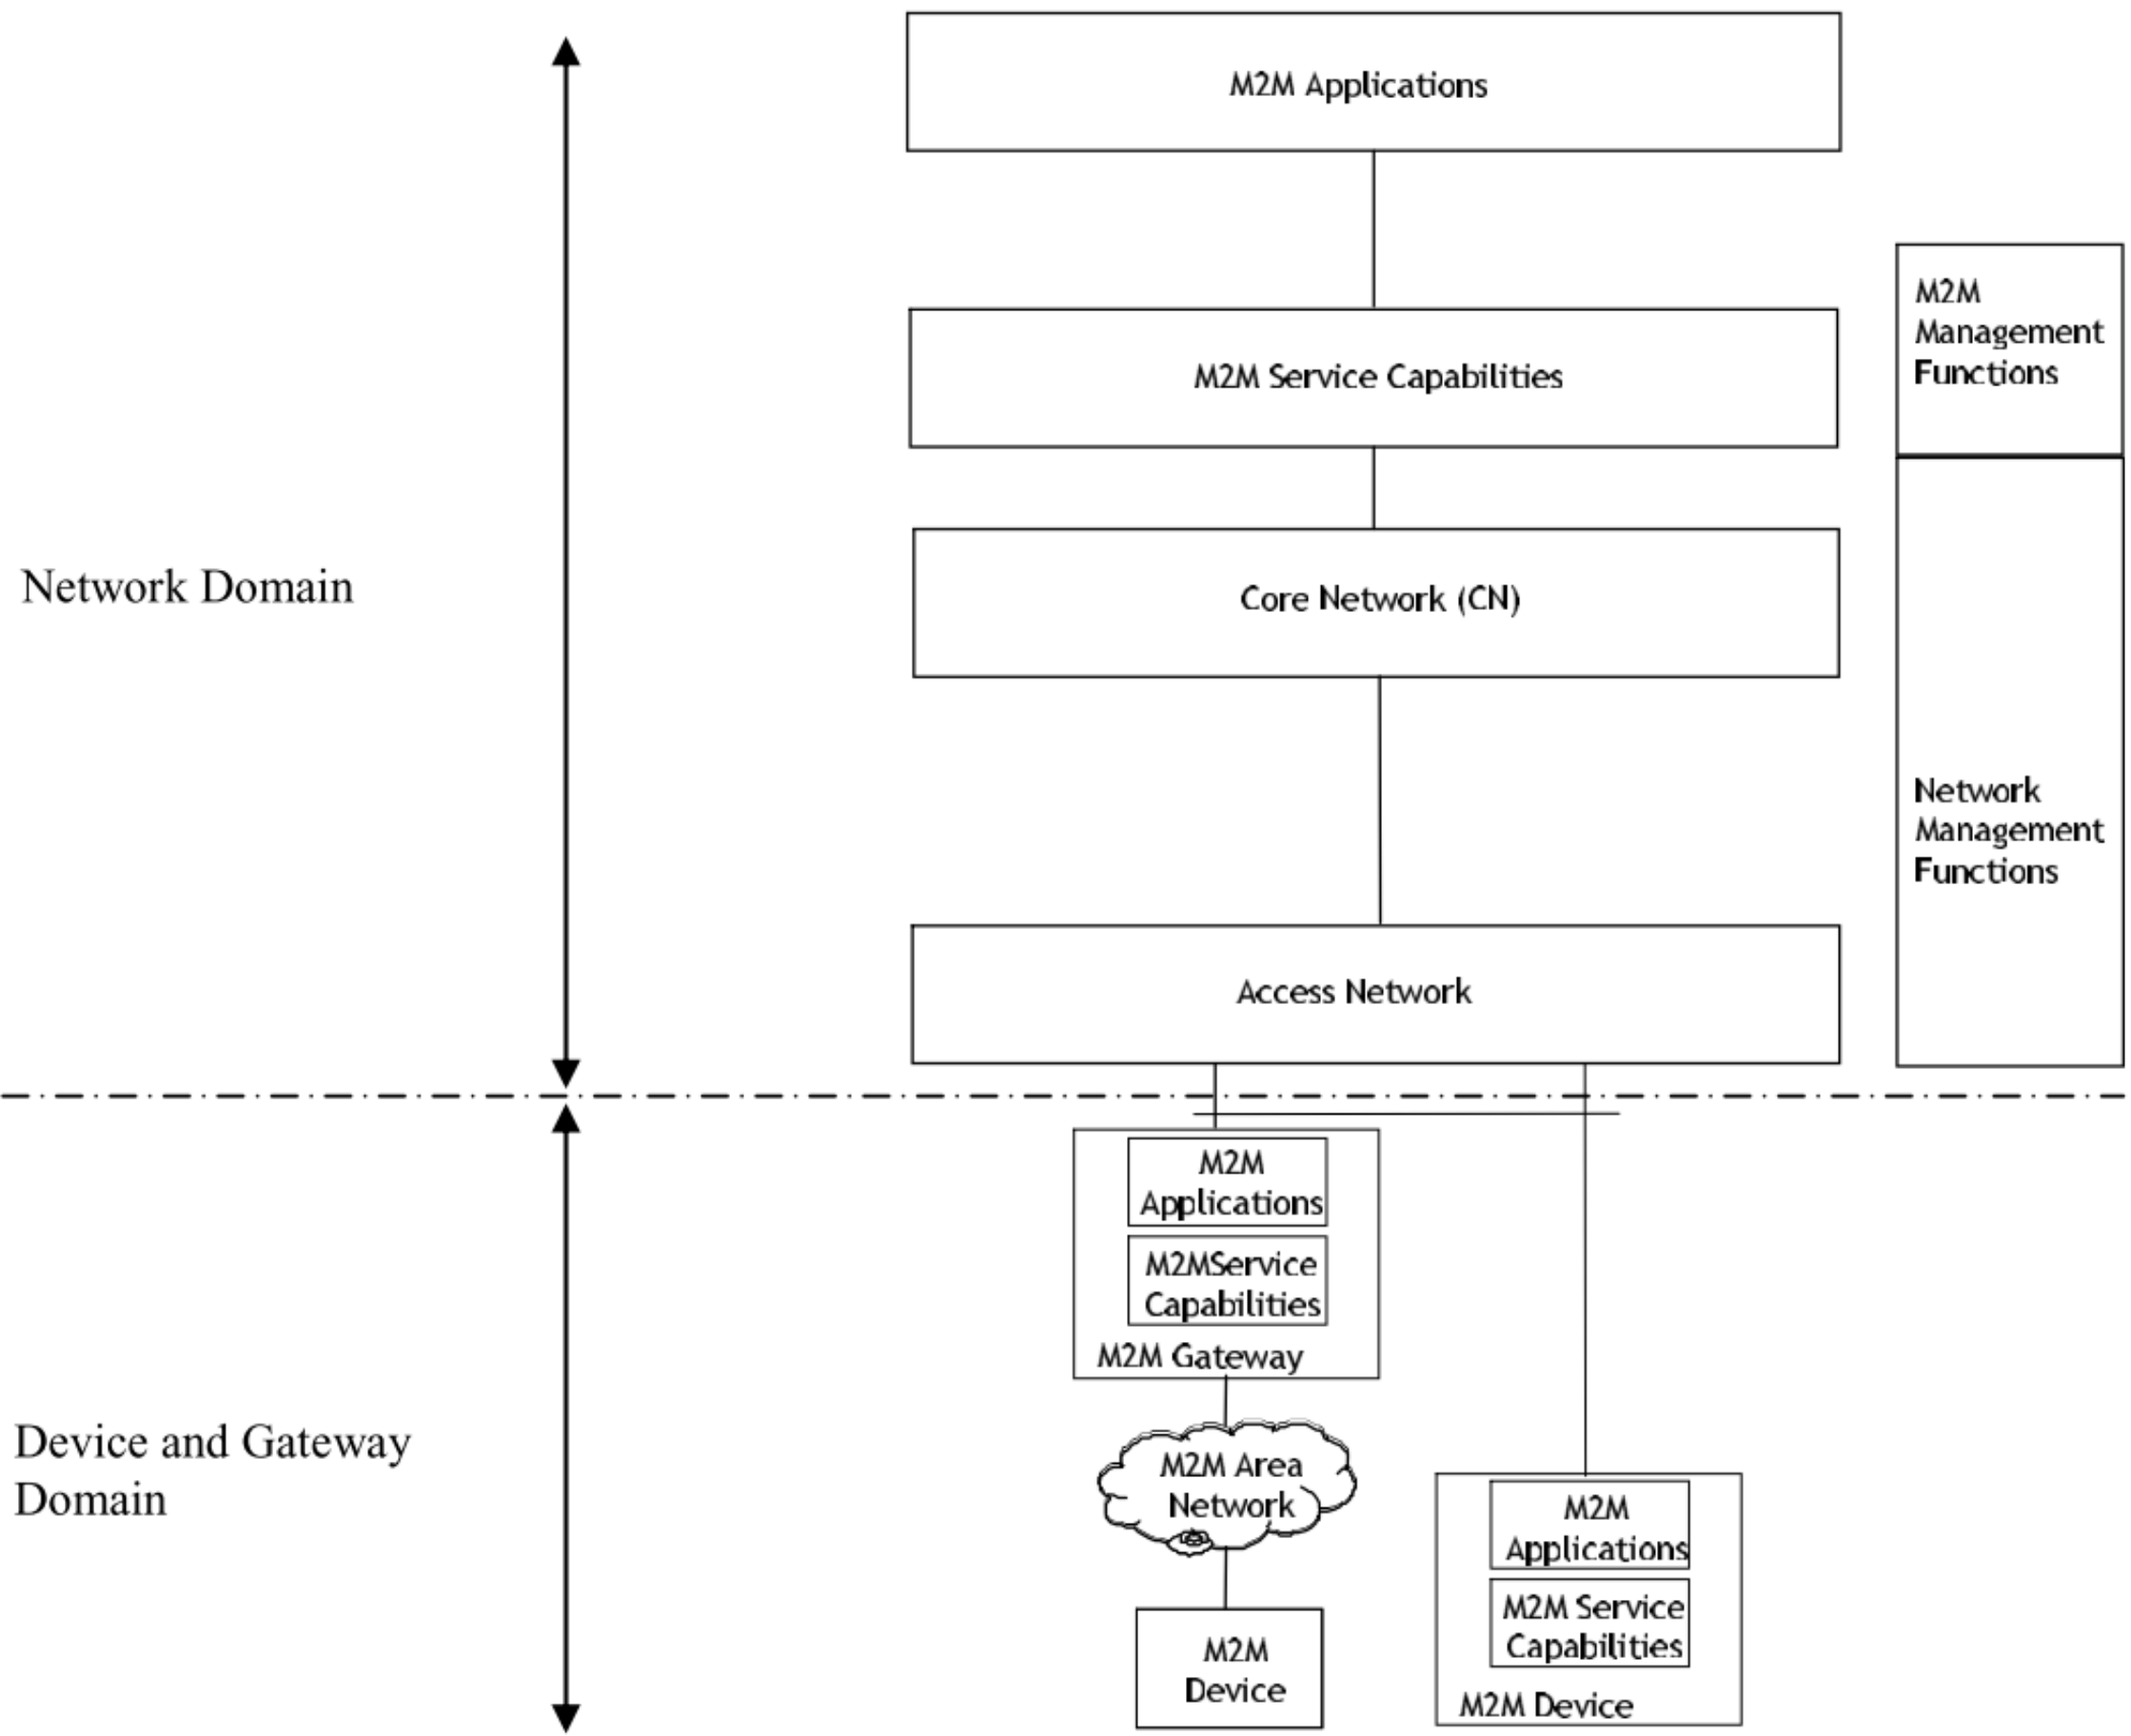 M2M Applications
M2M
Management
Functions
M2M Service Capabilities
Network Domain
Core Network (CN)
Network
Management
Functions
Access Network
M2M
Applications
M2MService
Capabilities
M2M Gateway
Device and Gateway
Domain
M2M Area
Network
M2M
Device
M2M
Applications
M2M Service
Capabilities
M2M Device